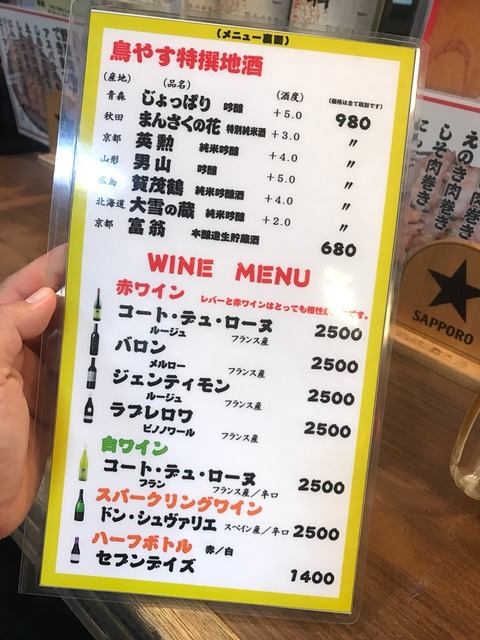 (メニュー裏面)
鳥やす特撰地酒
(産地) (品名) (酒度) (価格は全て税別です)
青森 じょっぱり 吟醸 +5.0 980
秋田 まんさくの花 特別純米酒 +3.0 〃
京都 英勲 純米吟醸 +4.0 〃
山形 男山 吟醸 +5.0 〃
広島 賀茂鶴 純米吟醸酒 +4.0 〃
北海道 大雪の蔵 純米吟醸 +2.0 〃
京都 富翁 本醸造生貯蔵酒 680
WINE MENU
赤ワイン レバーと赤ワインはとっても相性が です。
コート・デュ・ローヌ 2500
ルージュ フランス産
バロン 2500
メルロー フランス産
ジェンティモン 2500
ルージュ フランス産
ラブレロワ 2500
ピノノワール フランス産
白ワイン
コート・デュ・ローヌ 2500
ブラン フランス産/辛口
スパークリングワイン
ドン・シュヴァリエ スペイン産/辛口 2500
ハーフボトル 赤/白
セブンデイズ 1400
えのき肉巻き
しそ肉巻き
SAPPORO